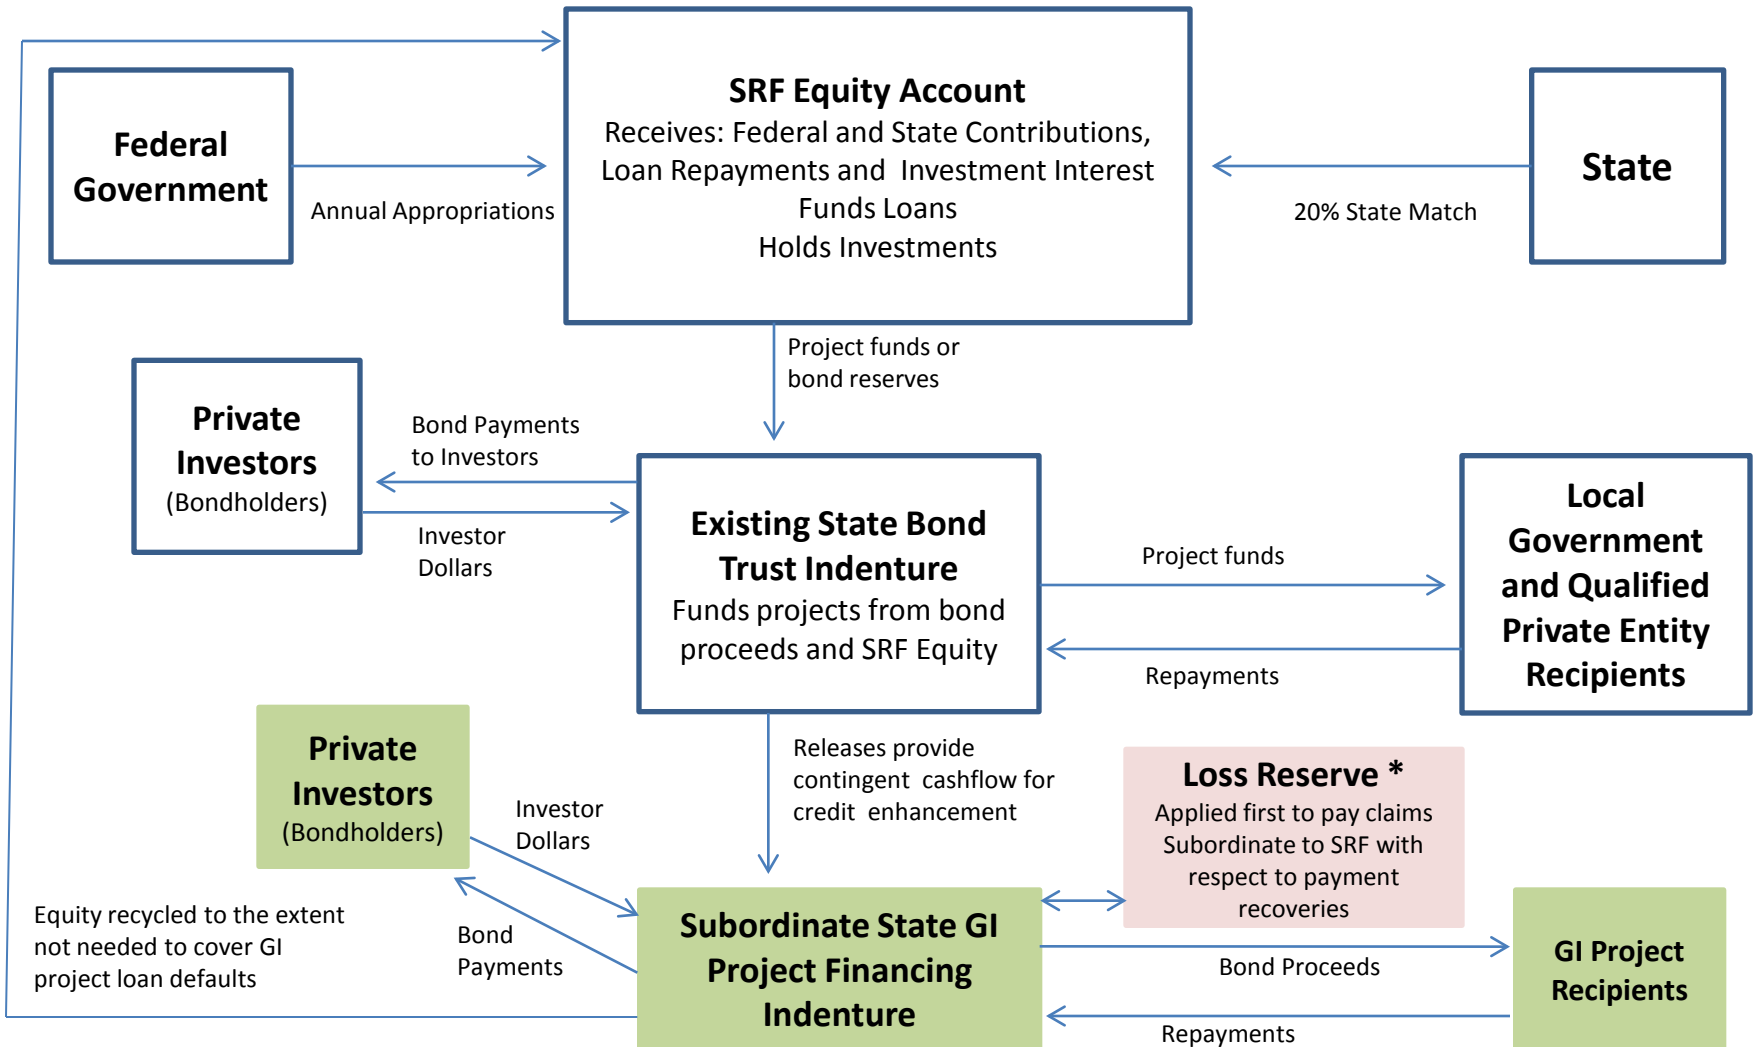 SRF Equity Account
Receives: Federal and State Contributions,
Loan Repayments and Investment Interest
Funds Loans
Holds Investments
Federal
Government
Annual Appropriations
20% State Match
State
Project funds or
bond reserves
Private
Investors
(Bondholders)
Bond Payments
to Investors
Investor
Dollars
Existing State Bond
Trust Indenture
Funds projects from bond
proceeds and SRF Equity
Project funds
Repayments
Local
Government
and Qualified
Private Entity
Recipients
Private
Investors
(Bondholders)
Investor
Dollars
Bond
Payments
Releases provide
contingent cashflow for
credit enhancement
Loss Reserve *
Applied first to pay claims
Subordinate to SRF with
respect to payment
recoveries
Equity recycled to the extent
not needed to cover GI
project loan defaults
Subordinate State GI
Project Financing
Indenture
Bond Proceeds
Repayments
GI Project
Recipients